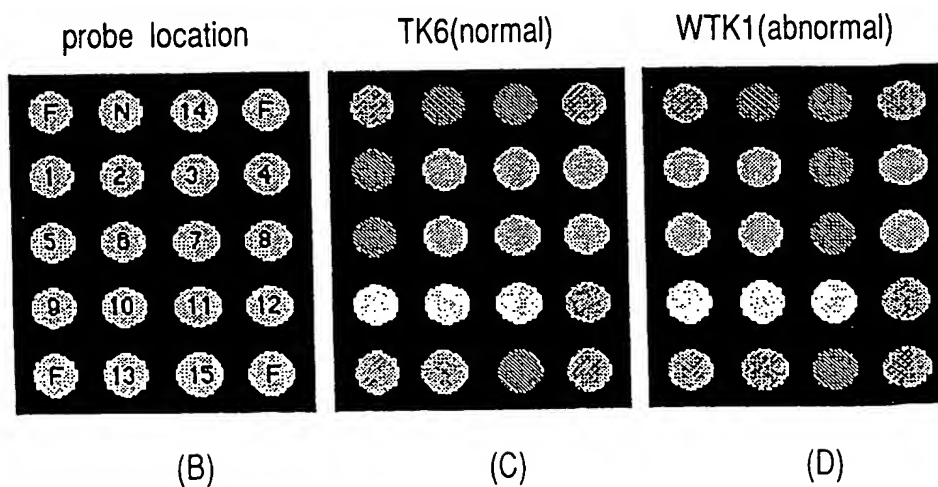 probe location TK6(normal) WTK1(abnormal)
F N 14 F
1 2 3 4
5 6 7 8
9 10 11 12
F 13 15 F
(B) (C) (D)